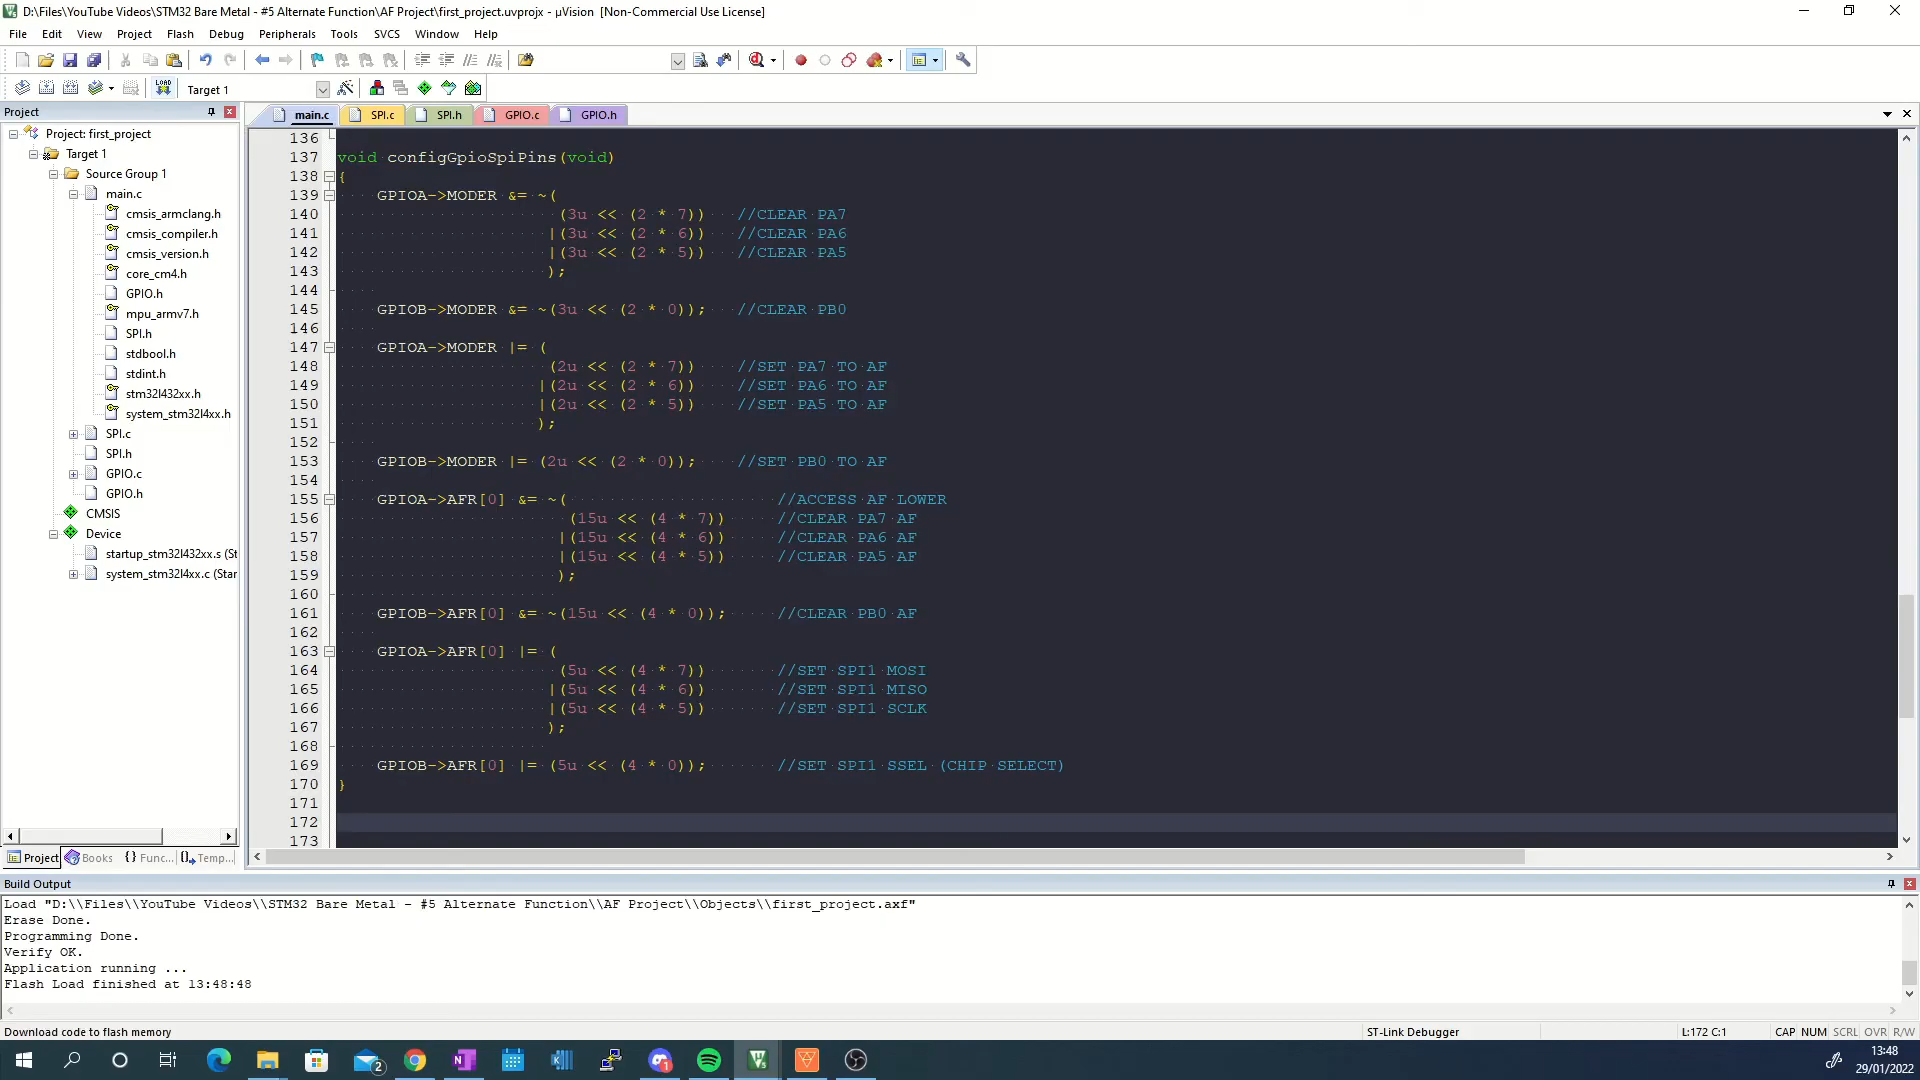 D:\Files\YouTube Videos\STM32 Bare Metal - #5 Alternate Function\AF Project\first_project.uvprojx - µVision  [Non-Commercial Use License]
File Edit View Project Flash Debug Peripherals Tools SVCS Window Help
LOAD Target 1
Project
main.c SPI.c SPI.h GPIO.c GPIO.h
Project: first_project
Target 1
Source Group 1
main.c
cmsis_armclang.h
cmsis_compiler.h
cmsis_version.h
core_cm4.h
GPIO.h
mpu_armv7.h
SPI.h
stdbool.h
stdint.h
stm32l432xx.h
system_stm32l4xx.h
SPI.c
SPI.h
GPIO.c
GPIO.h
CMSIS
Device
startup_stm32l432xx.s (St
system_stm32l4xx.c (Star
Project Books {} Func... Temp...
136
137 void configGpioSpiPins(void)
138 {
139 GPIOA->MODER &= ~(
140 (3u << (2 * 7)) //CLEAR PA7
141 |(3u << (2 * 6)) //CLEAR PA6
142 |(3u << (2 * 5)) //CLEAR PA5
143 );
144
145 GPIOB->MODER &= ~(3u << (2 * 0)); //CLEAR PB0
146
147 GPIOA->MODER |= (
148 (2u << (2 * 7)) //SET PA7 TO AF
149 |(2u << (2 * 6)) //SET PA6 TO AF
150 |(2u << (2 * 5)) //SET PA5 TO AF
151 );
152
153 GPIOB->MODER |= (2u << (2 * 0)); //SET PB0 TO AF
154
155 GPIOA->AFR[0] &= ~( //ACCESS AF LOWER
156 (15u << (4 * 7)) //CLEAR PA7 AF
157 |(15u << (4 * 6)) //CLEAR PA6 AF
158 |(15u << (4 * 5)) //CLEAR PA5 AF
159 );
160
161 GPIOB->AFR[0] &= ~(15u << (4 * 0)); //CLEAR PB0 AF
162
163 GPIOA->AFR[0] |= (
164 (5u << (4 * 7)) //SET SPI1 MOSI
165 |(5u << (4 * 6)) //SET SPI1 MISO
166 |(5u << (4 * 5)) //SET SPI1 SCLK
167 );
168
169 GPIOB->AFR[0] |= (5u << (4 * 0)); //SET SPI1 SSEL (CHIP SELECT)
170 }
171
172
173
Build Output
Load "D:\\Files\\YouTube Videos\\STM32 Bare Metal - #5 Alternate Function\\AF Project\\Objects\\first_project.axf"
Erase Done.
Programming Done.
Verify OK.
Application running ...
Flash Load finished at 13:48:48
Download code to flash memory ST-Link Debugger L:172 C:1 CAP NUM SCRL OVR R/W
2 1
13:48
29/01/2022